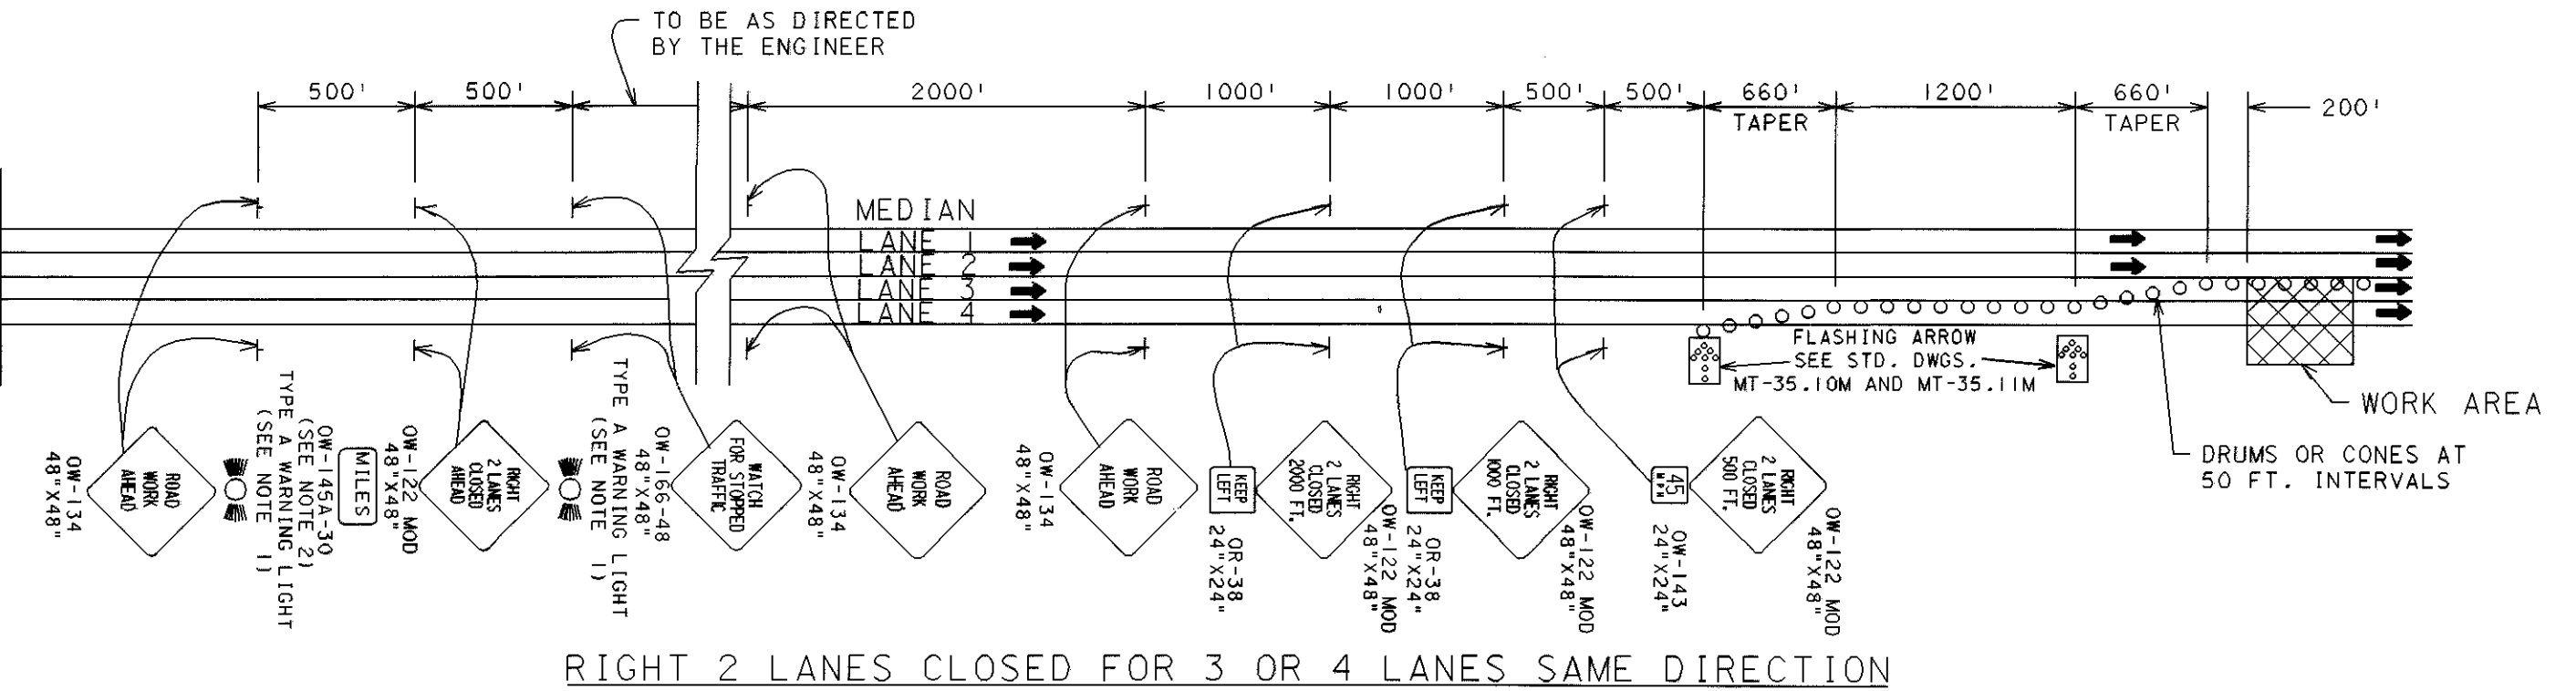 TO BE AS DIRECTED
BY THE ENGINEER
500'
500'
2000'
1000'
1000'
500'
500'
660'
TAPER
1200'
660'
TAPER
200'
MEDIAN
LANE 1
LANE 2
LANE 3
LANE 4
FLASHING ARROW
SEE STD. DWGS.
MT-35.10M AND MT-35.11M
WORK AREA
DRUMS OR CONES AT
50 FT. INTERVALS
OW-134
48"X48"
ROAD
WORK
AHEAD
TYPE A WARNING LIGHT
(SEE NOTE 1)
OW-145A-30
(SEE NOTE 2)
MILES
OW-122 MOD
48"X48"
RIGHT
2 LANES
CLOSED
AHEAD
TYPE A WARNING LIGHT
(SEE NOTE 1)
OW-166-48
48"X48"
WATCH
FOR STOPPED
TRAFFIC
OW-134
48"X48"
ROAD
WORK
AHEAD
OW-134
48"X48"
ROAD
WORK
AHEAD
KEEP
LEFT
OR-38
24"X24"
RIGHT
2 LANES
CLOSED
2000 FT.
OW-122 MOD
48"X48"
KEEP
LEFT
OR-38
24"X24"
RIGHT
2 LANES
CLOSED
1000 FT.
OW-122 MOD
48"X48"
45
MPH
OW-143
24"X24"
RIGHT
2 LANES
CLOSED
500 FT.
OW-122 MOD
48"X48"
RIGHT 2 LANES CLOSED FOR 3 OR 4 LANES SAME DIRECTION